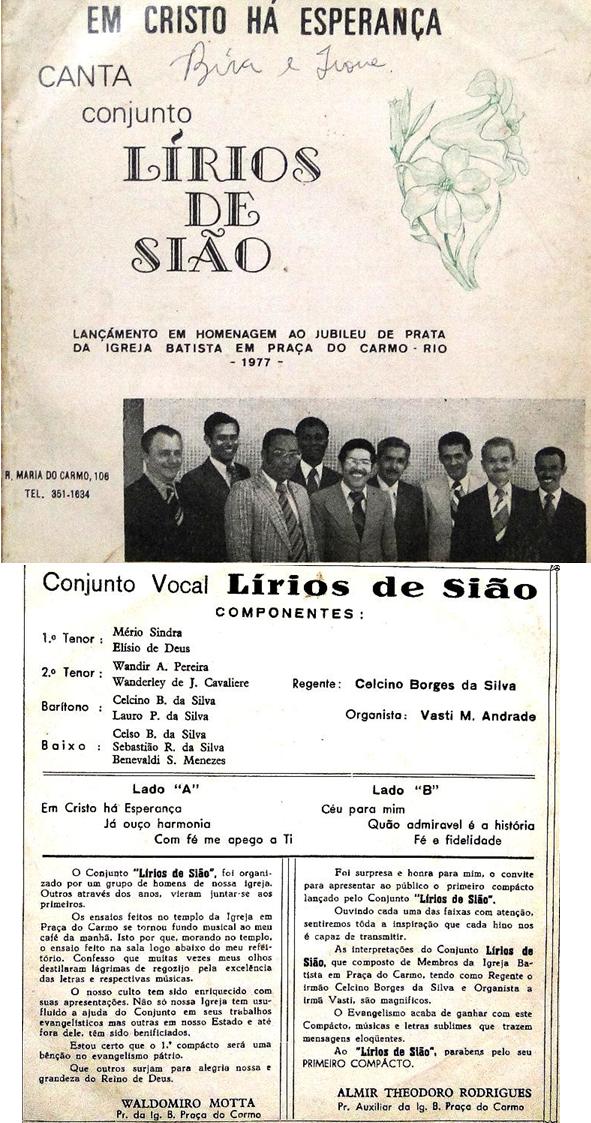 EM CRISTO HÁ ESPERANÇA
Bira e Ivone
CANTA
conjunto
LÍRIOS
DE
SIÃO
LANÇAMENTO EM HOMENAGEM AO JUBILEU DE PRATA
DA IGREJA BATISTA EM PRAÇA DO CARMO - RIO
- 1977 -
R. MARIA DO CARMO, 106
TEL. 351-1634
Conjunto Vocal Lírios de Sião
COMPONENTES:
1.º Tenor: Mério Sindra
Elísio de Deus
2.º Tenor: Wandir A. Pereira
Wanderley de J. Cavaliere
Barítono: Celcino B. da Silva
Lauro P. da Silva
Baixo: Celso B. da Silva
Sebastião R. da Silva
Benevaldi S. Menezes
Regente: Celcino Borges da Silva
Organista: Vasti M. Andrade
Lado "A"
Em Cristo há Esperança
Já ouço harmonia
Com fé me apego a Ti
Lado "B"
Céu para mim
Quão admiravel é a história
Fé e fidelidade
O Conjunto "Lírios de Sião", foi organi-
zado por um grupo de homens de nossa igreja.
Outros através dos anos, vieram juntar-se aos
primeiros.
Os ensaios feitos no templo da Igreja em
Praça do Carmo se tornou fundo musical ao meu
café da manhã. Isto por que, morando no templo,
o ensaio feito na sala logo abaixo do meu refei-
tório. Confesso que muitas vezes meus olhos
destilaram lágrimas de regozijo pela excelência
das letras e respectivas músicas.
O nosso culto tem sido enriquecido com
suas apresentações. Não só nossa Igreja tem usu-
fluido a ajuda do Conjunto em seus trabalhos
evangelísticos mas outras em nosso Estado e até
fora dele, têm sido benificiados.
Estou certo que o 1.º compácto será uma
bênção no evangelismo pátrio.
Que outros surjam para alegria nossa e
grandeza do Reino de Deus.
WALDOMIRO MOTTA
Pr. da Ig. B. Praça do Carmo
Foi surpresa e honra para mim, o convite
para apresentar ao público o primeiro compácto
lançado pelo Conjunto "Lírios de Sião".
Ouvindo cada uma das faixas com atenção,
sentiremos tôda a inspiração que cada hino nos
é capaz de transmitir.
As interpretações do Conjunto Lírios de
Sião, que composto de Membros da Igreja Ba-
tista em Praça do Carmo, tendo como Regente o
irmão Celcino Borges da Silva e Organista a
irmã Vasti, são magníficos.
O Evangelismo acaba de ganhar com este
Compácto, músicas e letras sublimes que trazem
mensagens eloqüentes.
Ao "Lírios de Sião", parabens pelo seu
PRIMEIRO COMPÁCTO.
ALMIR THEODORO RODRIGUES
Pr. Auxiliar da Ig. B. Praça do Carmo